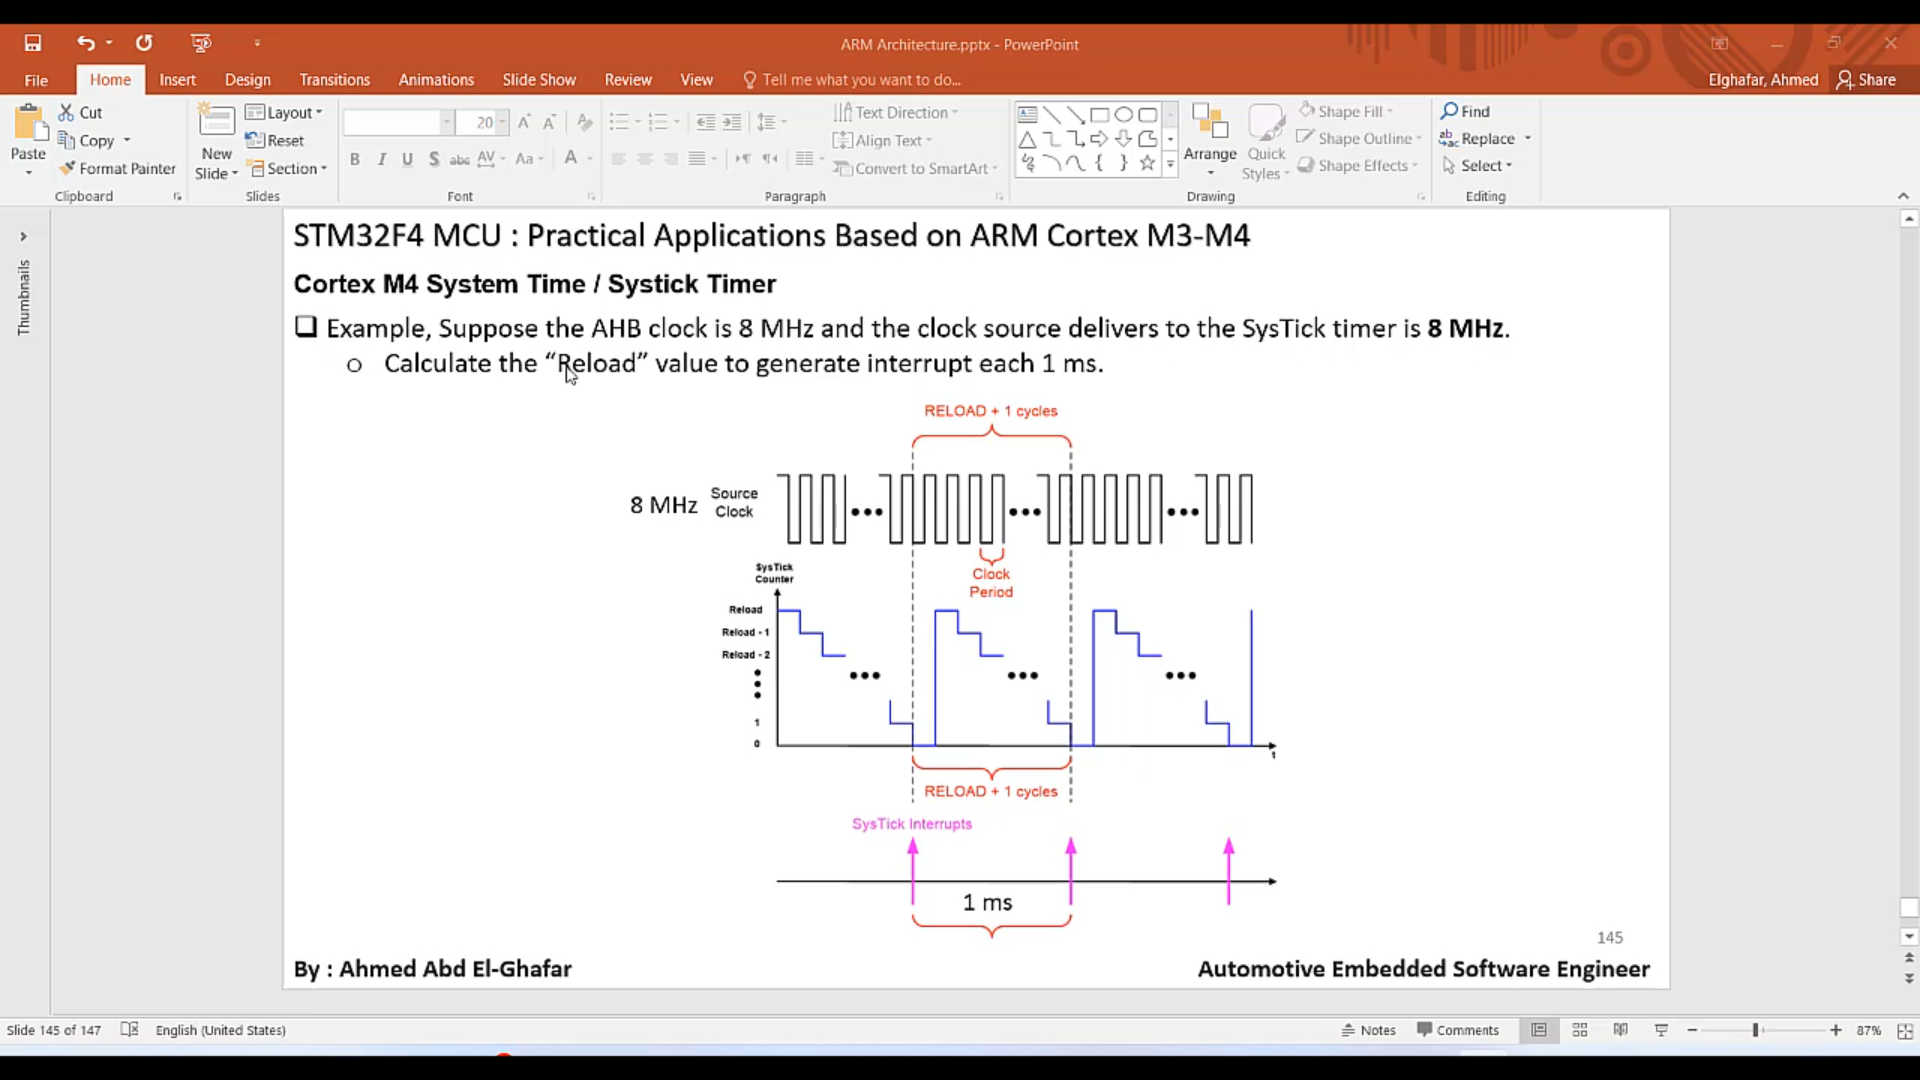 ARM Architecture.pptx - PowerPoint
File Home Insert Design Transitions Animations Slide Show Review View Tell me what you want to do... Elghafar, Ahmed Share
Paste
Cut
Copy
Format Painter
Clipboard
New Slide
Layout
Reset
Section
Slides
20
B I U S abc AV Aa A
Font
Text Direction
Align Text
Convert to SmartArt
Paragraph
Arrange
Quick Styles
Shape Fill
Shape Outline
Shape Effects
Drawing
Find
Replace
Select
Editing
Thumbnails
STM32F4 MCU : Practical Applications Based on ARM Cortex M3-M4
Cortex M4 System Time / Systick Timer
Example, Suppose the AHB clock is 8 MHz and the clock source delivers to the SysTick timer is 8 MHz.
o Calculate the “Reload” value to generate interrupt each 1 ms.
RELOAD + 1 cycles
8 MHz
Source
Clock
Clock
Period
SysTick
Counter
Reload
Reload - 1
Reload - 2
1
0
t
RELOAD + 1 cycles
SysTick Interrupts
1 ms
145
By : Ahmed Abd El-Ghafar
Automotive Embedded Software Engineer
Slide 145 of 147 English (United States) Notes Comments 87%